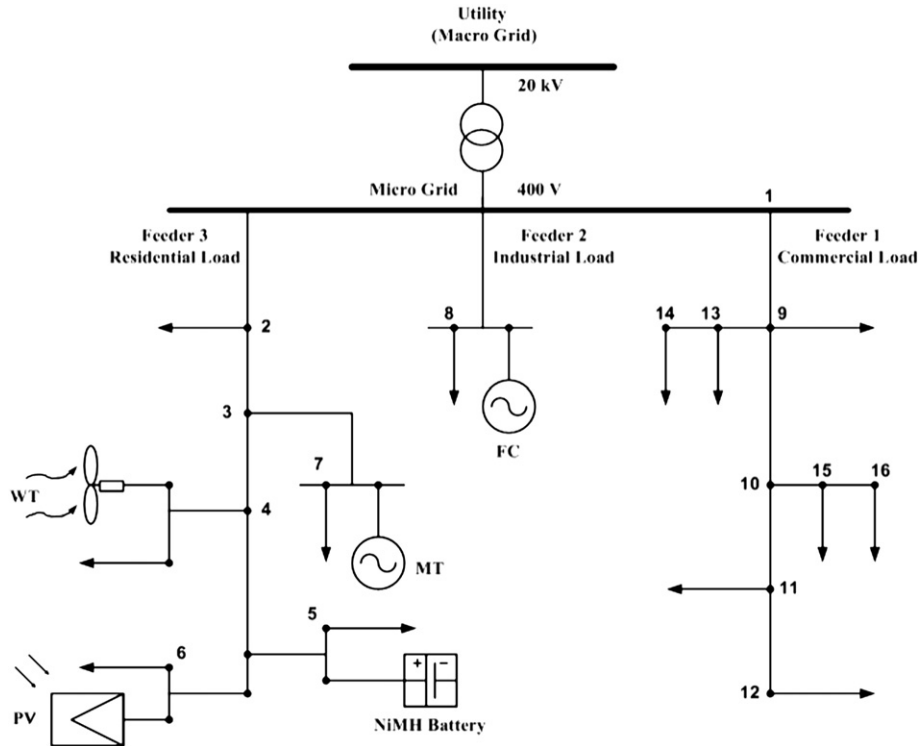 Utility
(Macro Grid)
20 kV
Micro Grid 400 V 1
Feeder 3
Residential Load
Feeder 2
Industrial Load
Feeder 1
Commercial Load
2
8
14 13 9
3
FC
7
10 15 16
WT
4
MT
5
11
6
+ −
12
PV
NiMH Battery